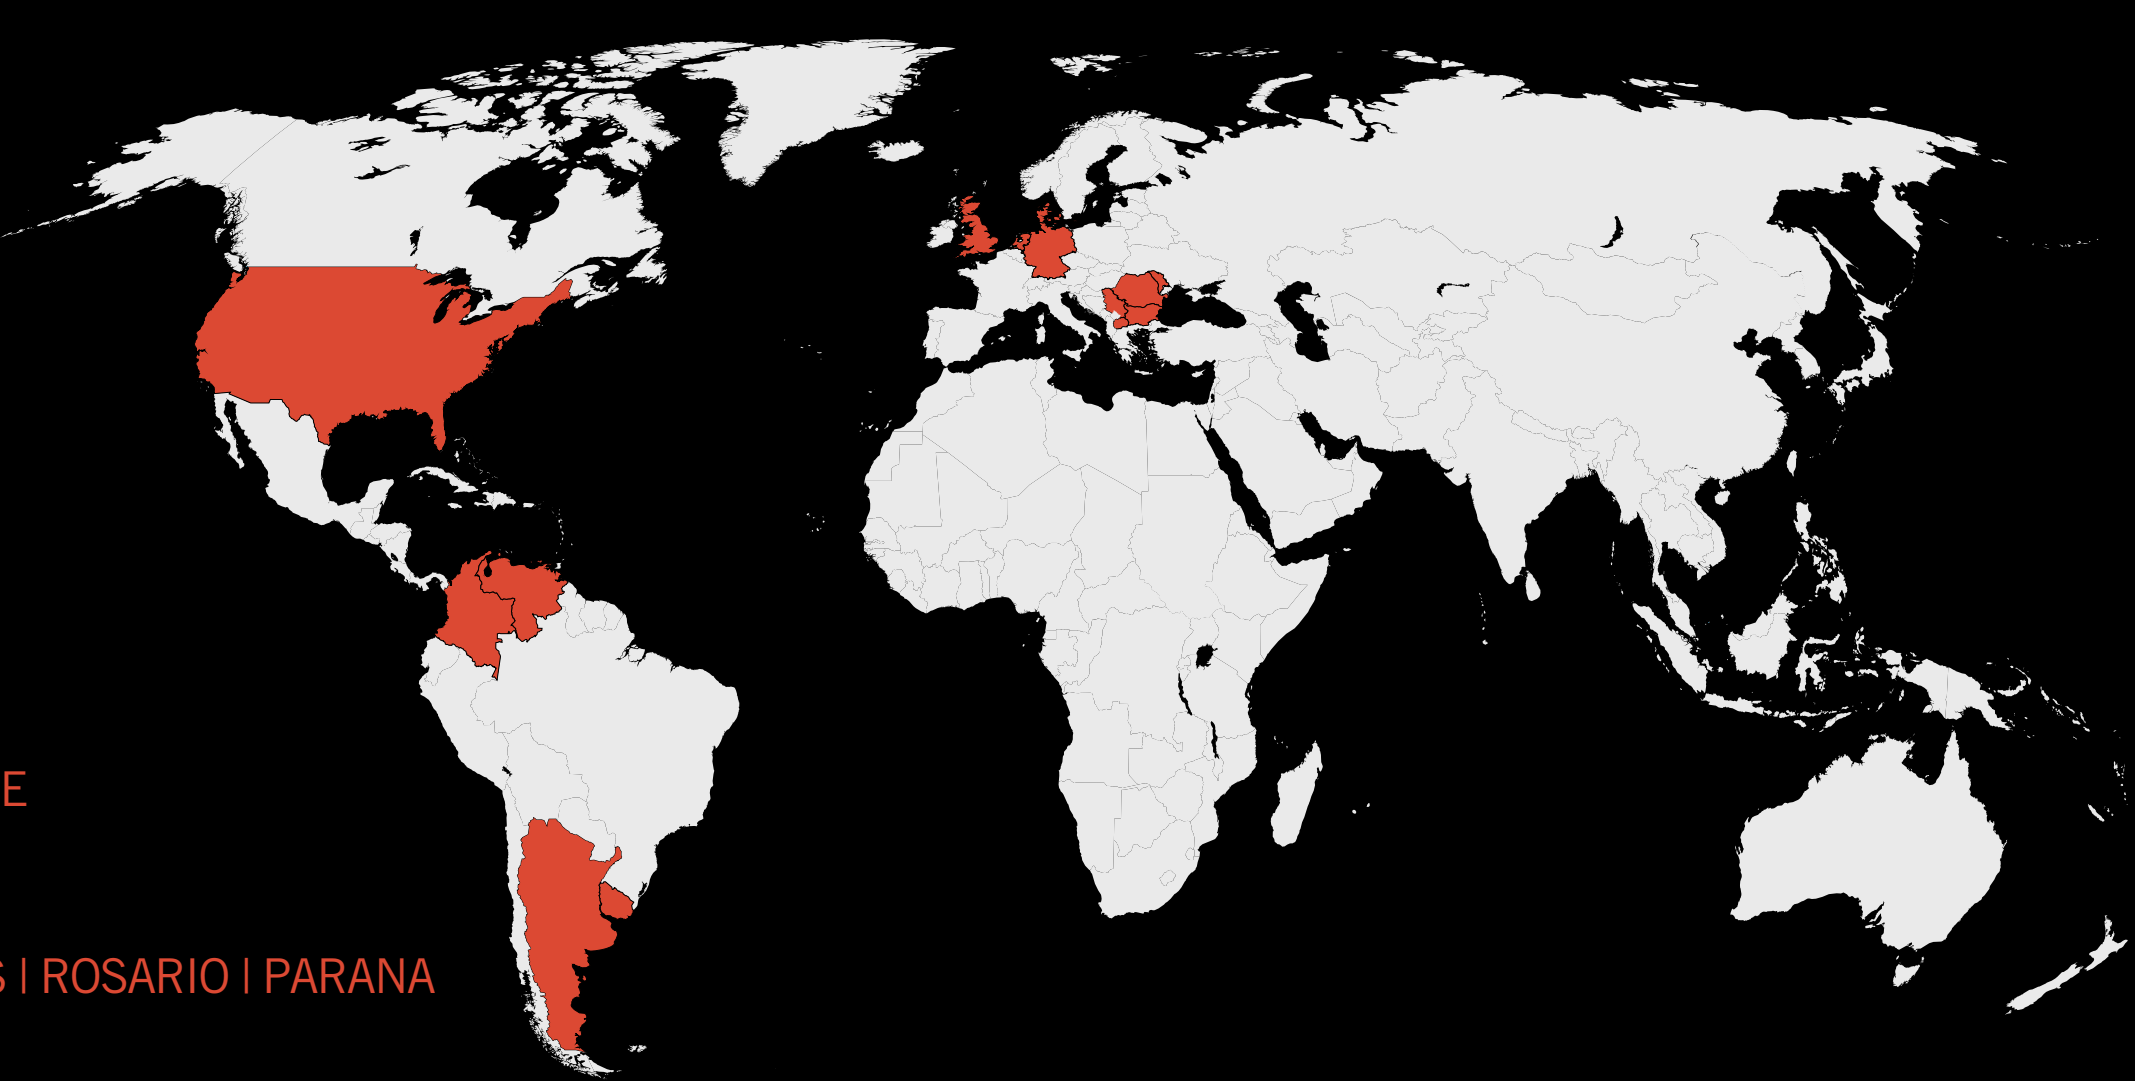 E
S | ROSARIO | PARANA